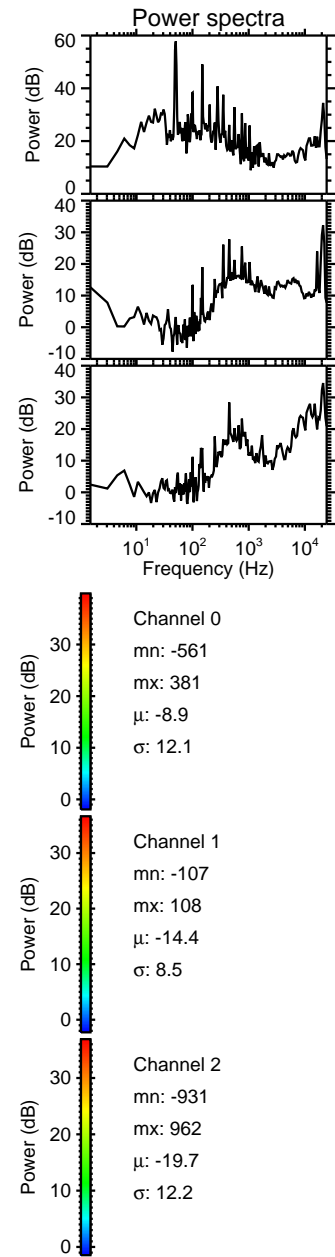 Power spectra
60
40
20
0
Power (dB)
40
30
20
10
0
-10
Power (dB)
40
30
20
10
0
-10
Power (dB)
10¹ 10² 10³ 10⁴
Frequency (Hz)
30
20
10
0
Power (dB)
Channel 0
mn: -561
mx: 381
μ: -8.9
σ: 12.1
30
20
10
0
Power (dB)
Channel 1
mn: -107
mx: 108
μ: -14.4
σ: 8.5
30
20
10
0
Power (dB)
Channel 2
mn: -931
mx: 962
μ: -19.7
σ: 12.2